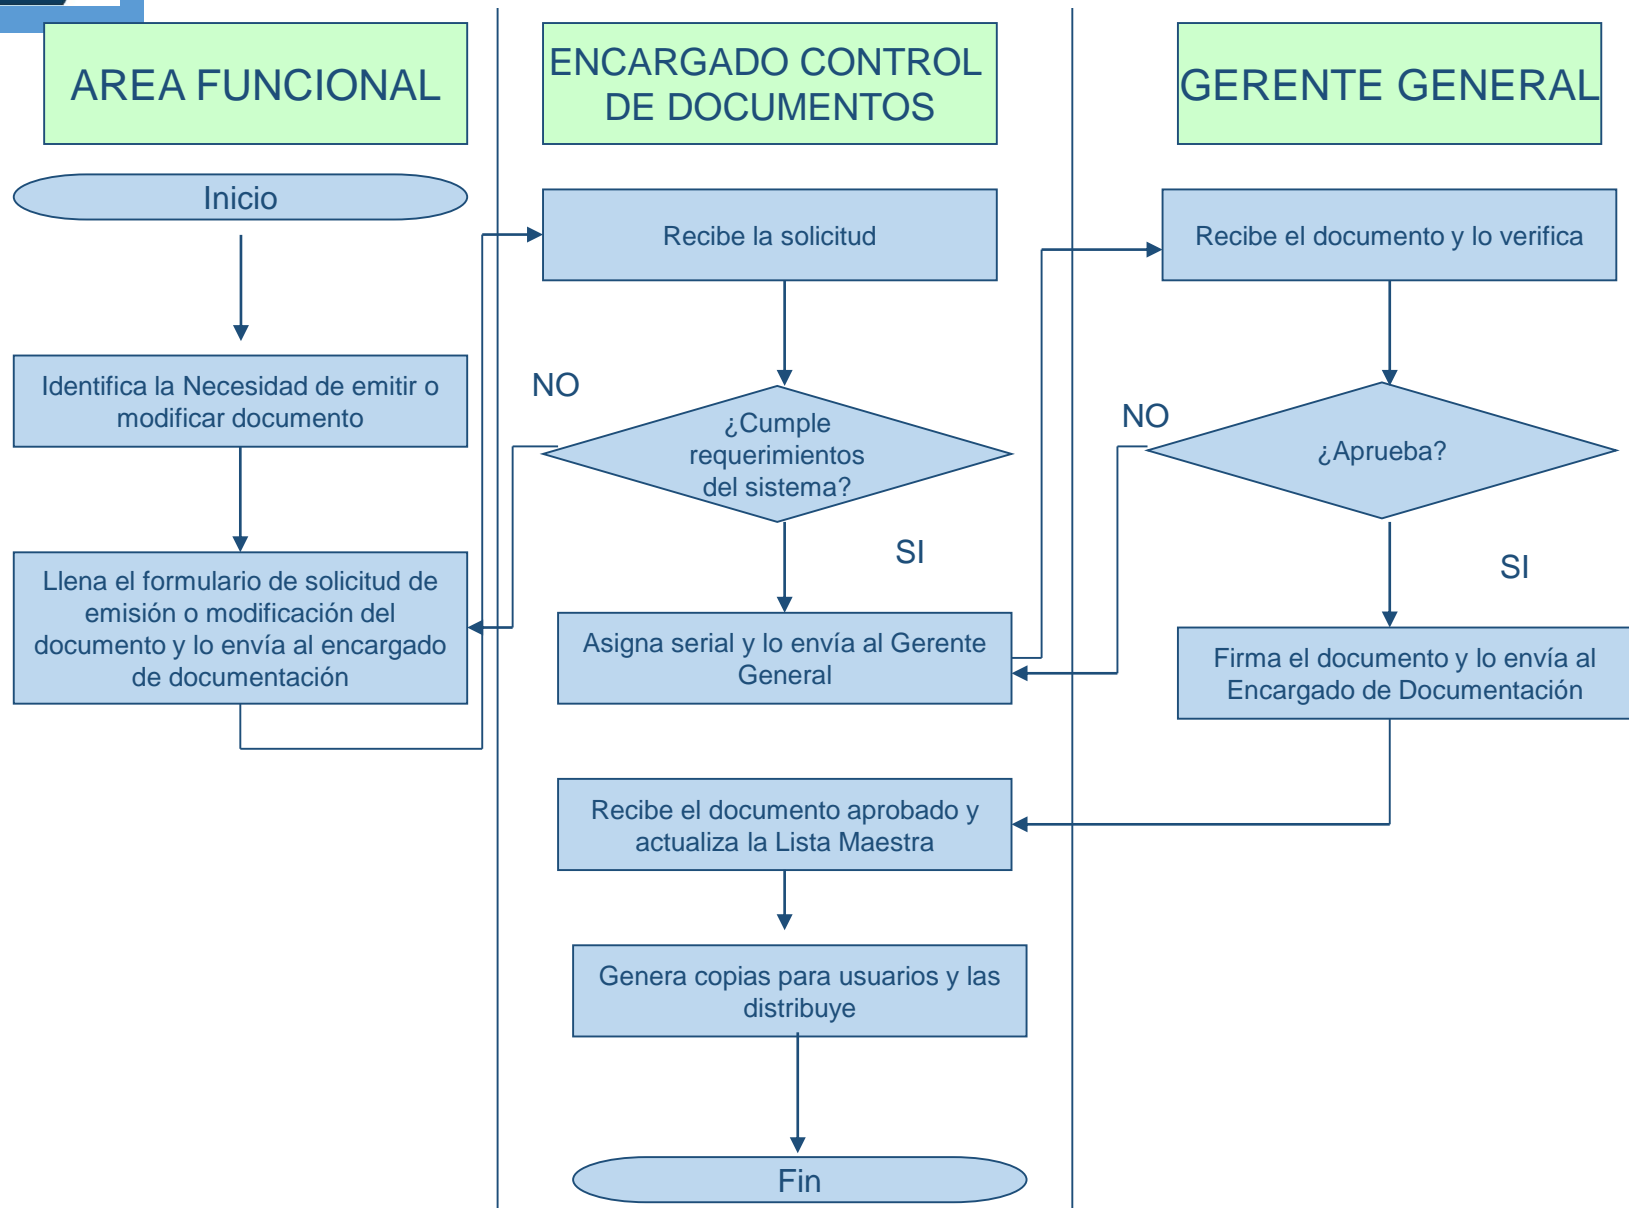 AREA FUNCIONAL
ENCARGADO CONTROL
DE DOCUMENTOS
GERENTE GENERAL
Inicio
Identifica la Necesidad de emitir o
modificar documento
Llena el formulario de solicitud de
emisión o modificación del
documento y lo envía al encargado
de documentación
Recibe la solicitud
NO
¿Cumple
requerimientos
del sistema?
SI
Asigna serial y lo envía al Gerente
General
Recibe el documento y lo verifica
NO
¿Aprueba?
SI
Firma el documento y lo envía al
Encargado de Documentación
Recibe el documento aprobado y
actualiza la Lista Maestra
Genera copias para usuarios y las
distribuye
Fin